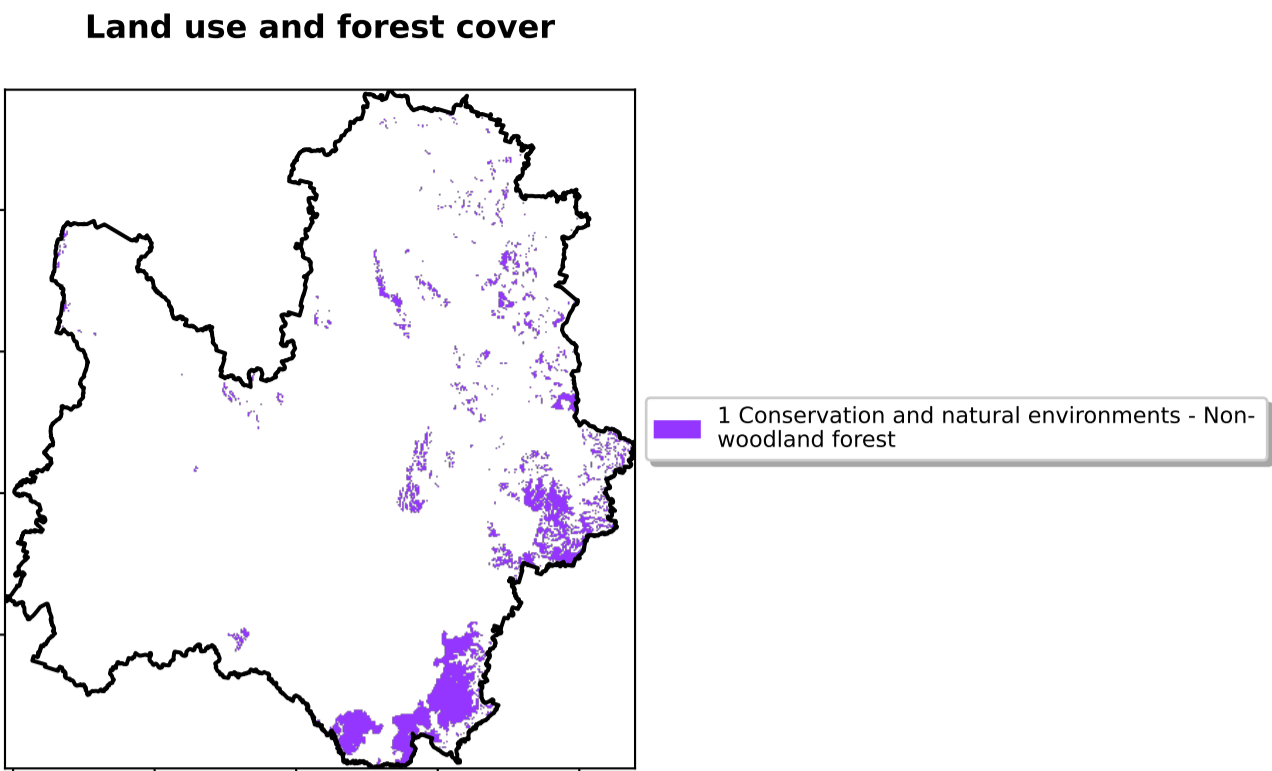 Land use and forest cover
1 Conservation and natural environments - Non-
woodland forest